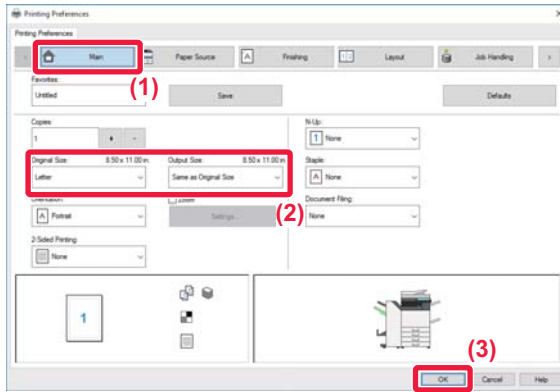 Printing Preferences
Printing Preferences
Main
Paper Source
Finishing
Layout
Job Handling
(1)
Favorites:
Untitled
Save
Defaults
Copies:
1
N-Up:
1 None
Original Size: 8.50 x 11.00 in.
Output Size: 8.50 x 11.00 in.
Staple:
Letter
Same as Original Size
A None
(2)
Orientation:
Zoom
Document Filing:
A Portrait
Settings...
None
2-Sided Printing:
None
1
(3)
OK
Cancel
Help